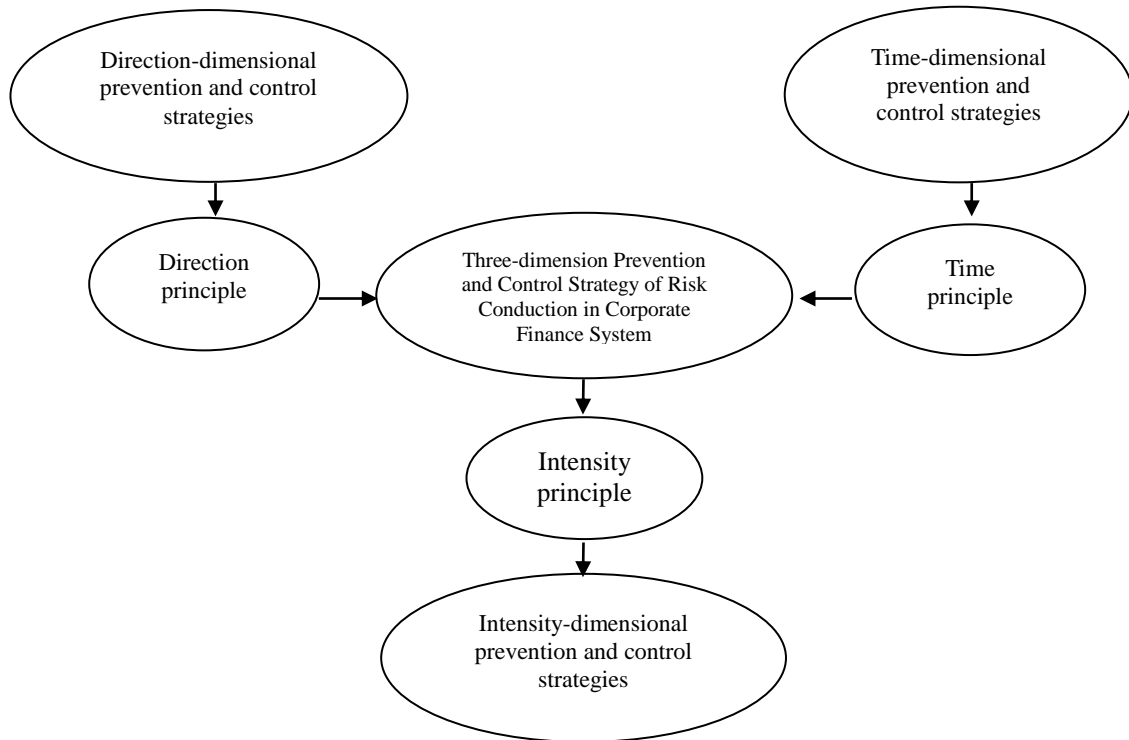 Direction-dimensional
prevention and control
strategies
Time-dimensional
prevention and
control strategies
Direction
principle
Three-dimension Prevention
and Control Strategy of Risk
Conduction in Corporate
Finance System
Time
principle
Intensity
principle
Intensity-dimensional
prevention and control
strategies